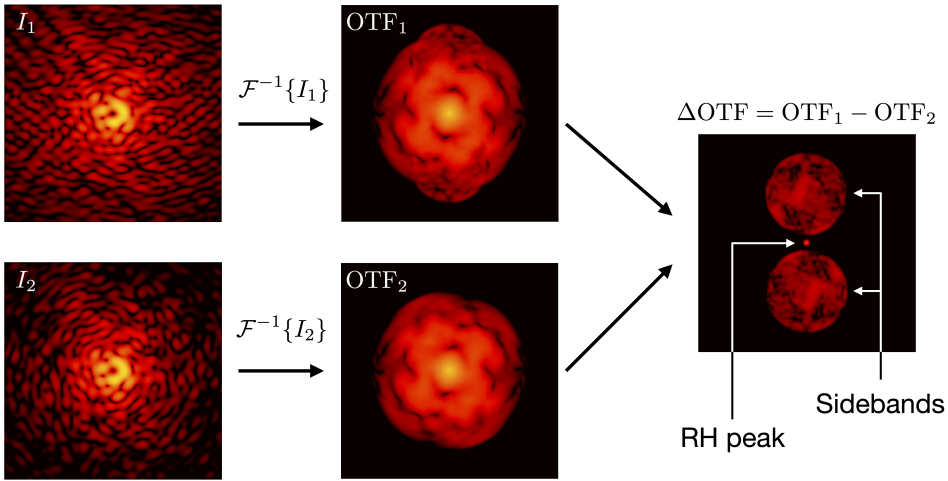 I₁
OTF₁
ℱ⁻¹{I₁}
ΔOTF = OTF₁ − OTF₂
I₂
OTF₂
ℱ⁻¹{I₂}
Sidebands
RH peak